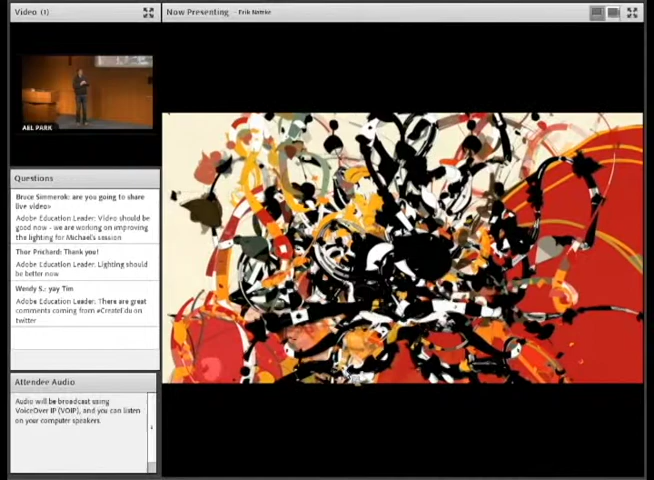 Video (1)
Now Presenting - Erik Natzke
AEL PARK
Questions
Bruce Simmerok: are you going to share
live video>
Adobe Education Leader: Video should be
good now - we are working on improving
the lighting for Michael's session
Thor Prichard: Thank you!
Adobe Education Leader: Lighting should
be better now
Wendy S.: yay Tim
Adobe Education Leader: There are great
comments coming from #CreateEdu on
twitter
Attendee Audio
Audio will be broadcast using
VoiceOver IP (VOIP), and you can listen
on your computer speakers.